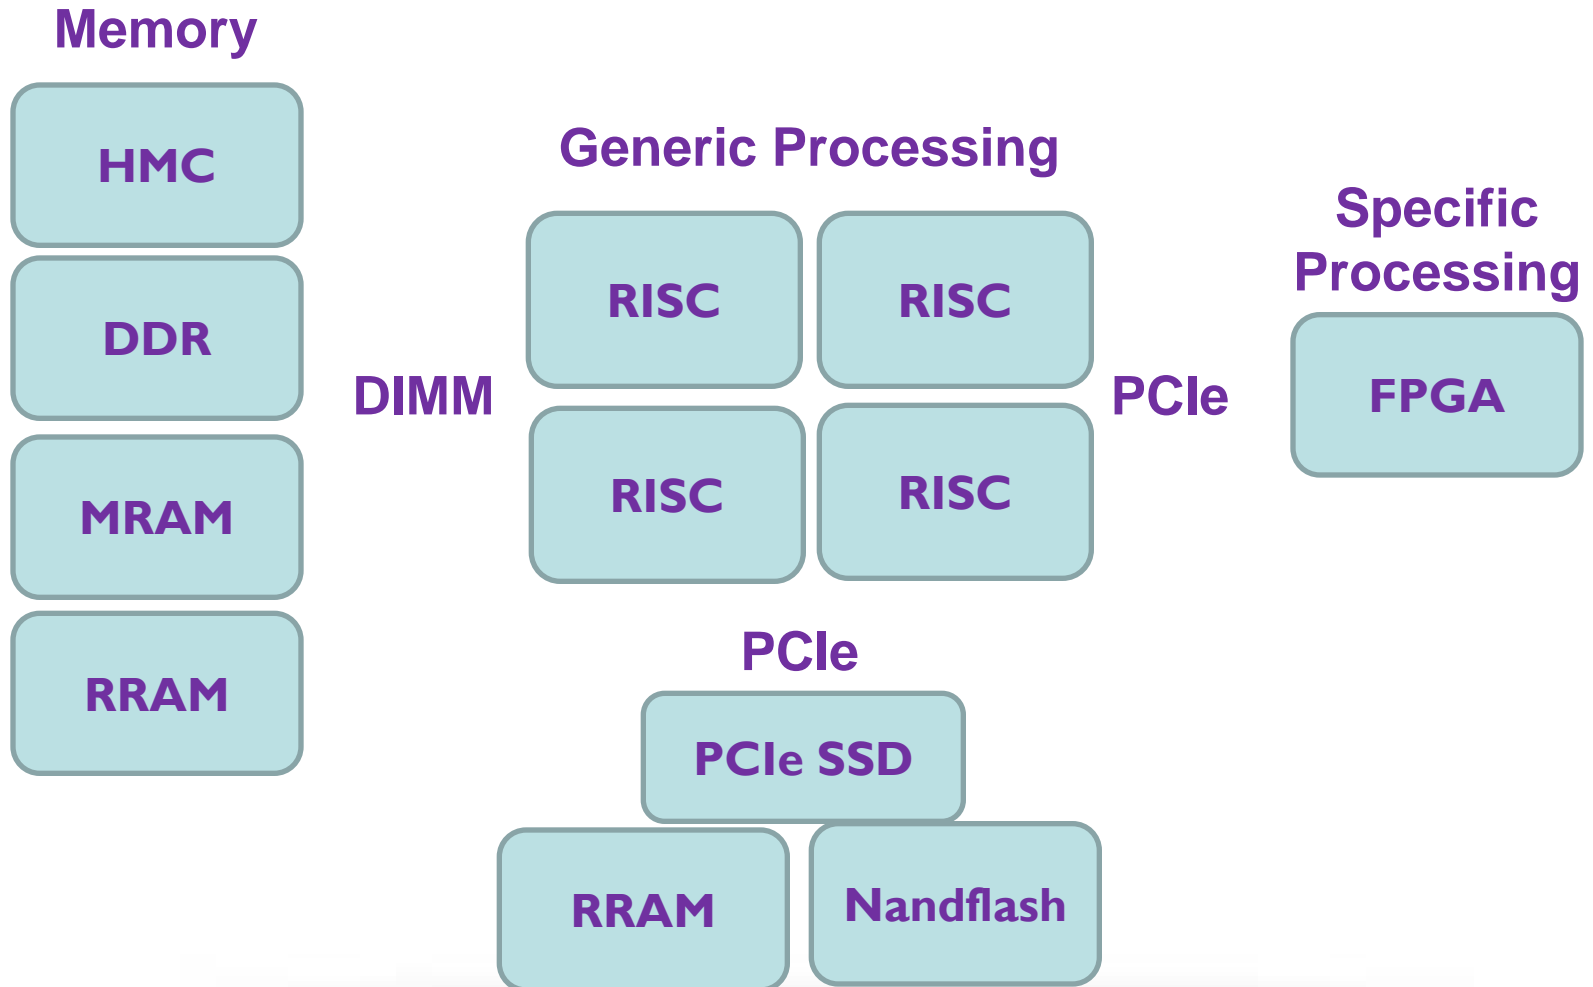 Memory
HMC
DDR
MRAM
RRAM
DIMM
Generic Processing
RISC
RISC
RISC
RISC
PCIe
Specific
Processing
FPGA
PCIe
PCIe SSD
RRAM
Nandflash